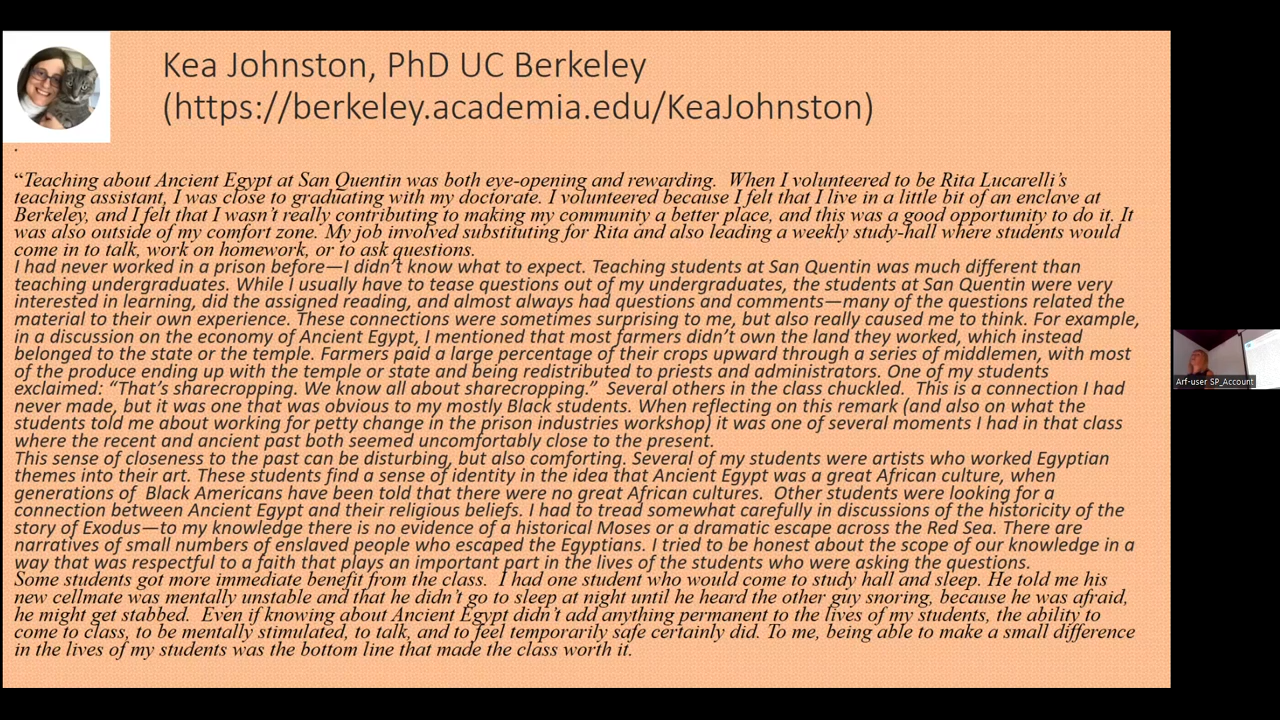 Kea Johnston, PhD UC Berkeley
(https://berkeley.academia.edu/KeaJohnston)
.
“Teaching about Ancient Egypt at San Quentin was both eye-opening and rewarding.  When I volunteered to be Rita Lucarelli’s
teaching assistant, I was close to graduating with my doctorate. I volunteered because I felt that I live in a little bit of an enclave at
Berkeley, and I felt that I wasn’t really contributing to making my community a better place, and this was a good opportunity to do it. It
was also outside of my comfort zone. My job involved substituting for Rita and also leading a weekly study-hall where students would
come in to talk, work on homework, or to ask questions.
I had never worked in a prison before—I didn’t know what to expect. Teaching students at San Quentin was much different than
teaching undergraduates. While I usually have to tease questions out of my undergraduates, the students at San Quentin were very
interested in learning, did the assigned reading, and almost always had questions and comments—many of the questions related the
material to their own experience. These connections were sometimes surprising to me, but also really caused me to think. For example,
in a discussion on the economy of Ancient Egypt, I mentioned that most farmers didn’t own the land they worked, which instead
belonged to the state or the temple. Farmers paid a large percentage of their crops upward through a series of middlemen, with most
of the produce ending up with the temple or state and being redistributed to priests and administrators. One of my students
exclaimed: “That’s sharecropping. We know all about sharecropping.”  Several others in the class chuckled.  This is a connection I had
never made, but it was one that was obvious to my mostly Black students. When reflecting on this remark (and also on what the
students told me about working for petty change in the prison industries workshop) it was one of several moments I had in that class
where the recent and ancient past both seemed uncomfortably close to the present.
This sense of closeness to the past can be disturbing, but also comforting. Several of my students were artists who worked Egyptian
themes into their art. These students find a sense of identity in the idea that Ancient Egypt was a great African culture, when
generations of  Black Americans have been told that there were no great African cultures.  Other students were looking for a
connection between Ancient Egypt and their religious beliefs. I had to tread somewhat carefully in discussions of the historicity of the
story of Exodus—to my knowledge there is no evidence of a historical Moses or a dramatic escape across the Red Sea. There are
narratives of small numbers of enslaved people who escaped the Egyptians. I tried to be honest about the scope of our knowledge in a
way that was respectful to a faith that plays an important part in the lives of the students who were asking the questions.
Some students got more immediate benefit from the class.  I had one student who would come to study hall and sleep. He told me his
new cellmate was mentally unstable and that he didn’t go to sleep at night until he heard the other guy snoring, because he was afraid,
he might get stabbed.  Even if knowing about Ancient Egypt didn’t add anything permanent to the lives of my students, the ability to
come to class, to be mentally stimulated, to talk, and to feel temporarily safe certainly did. To me, being able to make a small difference
in the lives of my students was the bottom line that made the class worth it.
Arf-user SP_Account